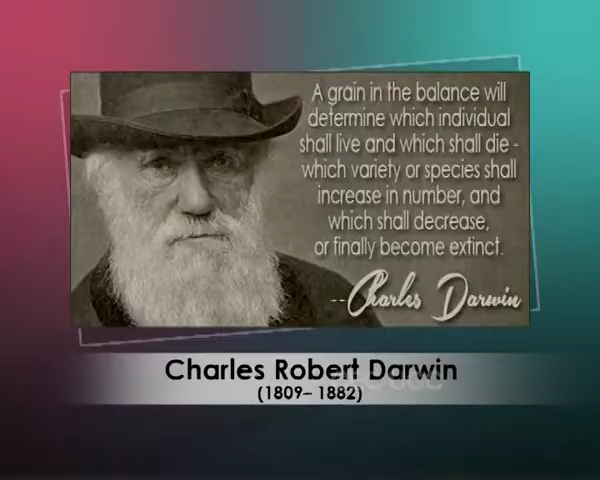 A grain in the balance will
determine which individual
shall live and which shall die -
which variety or species shall
increase in number, and
which shall decrease,
or finally become extinct.
--Charles Darwin
Charles Robert Darwin
(1809– 1882)